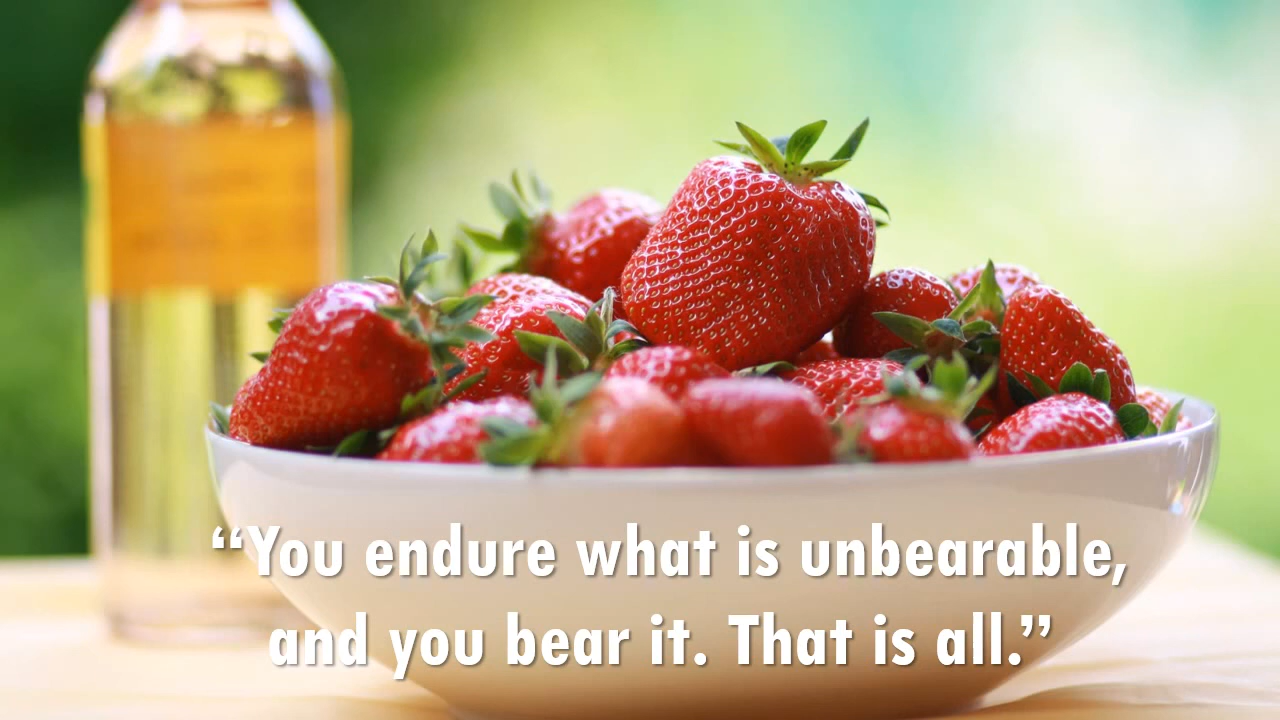 “You endure what is unbearable,
and you bear it. That is all.”